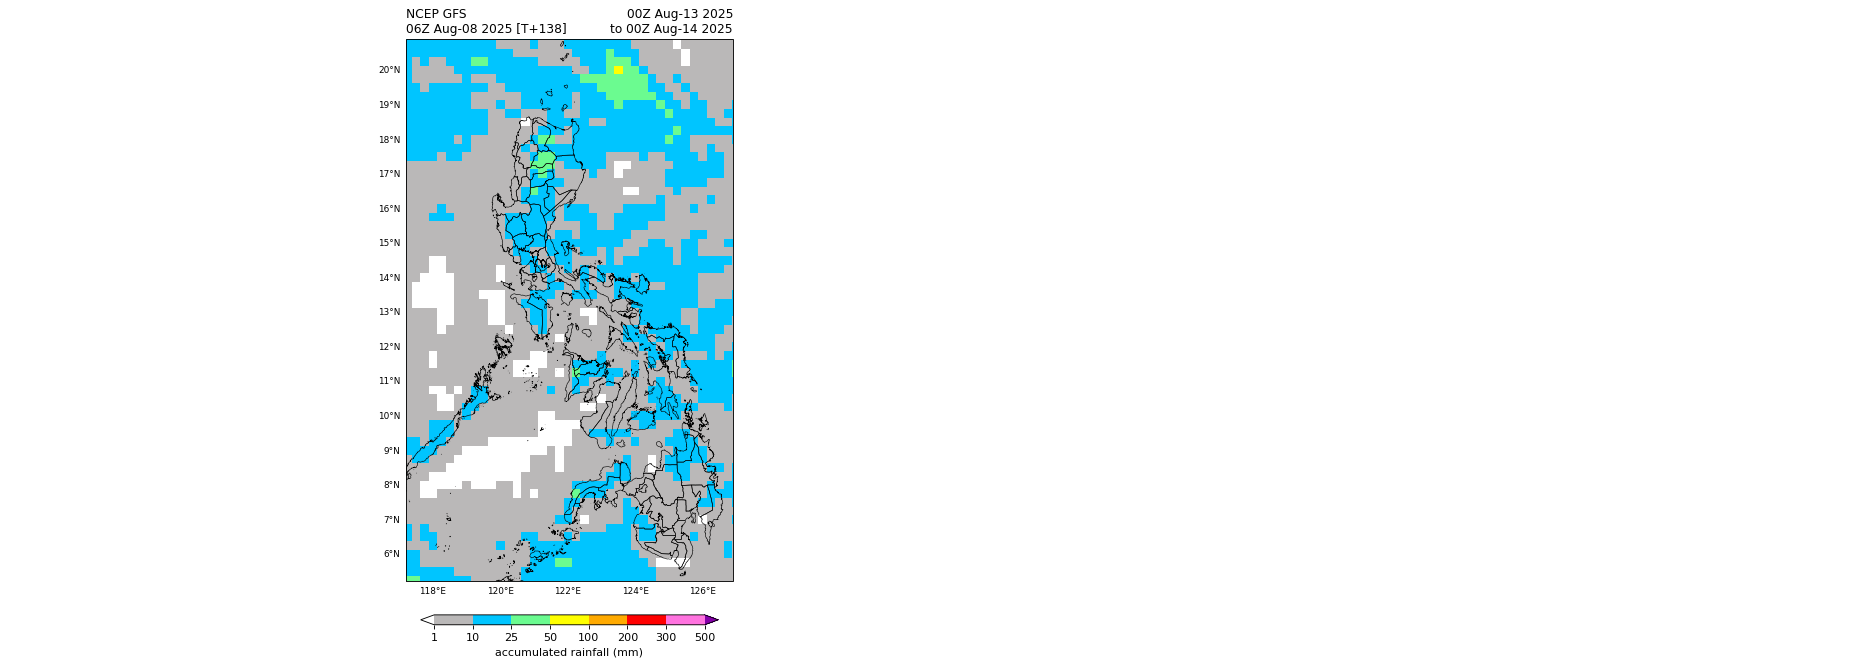 NCEP GFS
00Z Aug-13 2025
06Z Aug-08 2025 [T+138]
to 00Z Aug-14 2025
20°N
19°N
18°N
17°N
16°N
15°N
14°N
13°N
12°N
11°N
10°N
9°N
8°N
7°N
6°N
118°E 120°E 122°E 124°E 126°E
1 10 25 50 100 200 300 500
accumulated rainfall (mm)